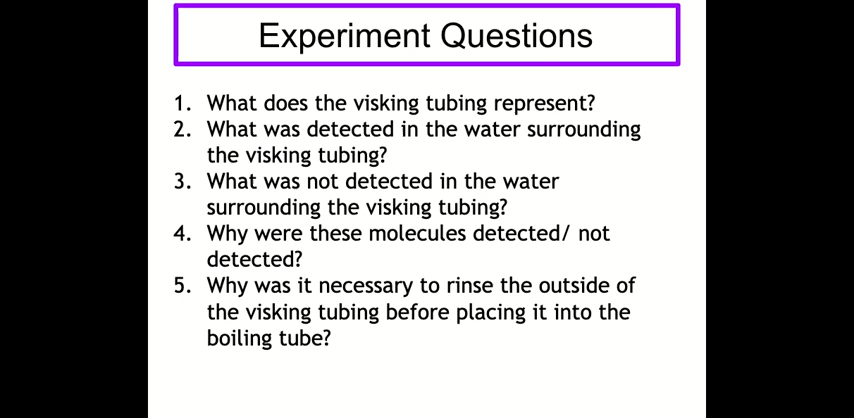 Experiment Questions
1. What does the visking tubing represent?
2. What was detected in the water surrounding
the visking tubing?
3. What was not detected in the water
surrounding the visking tubing?
4. Why were these molecules detected/ not
detected?
5. Why was it necessary to rinse the outside of
the visking tubing before placing it into the
boiling tube?